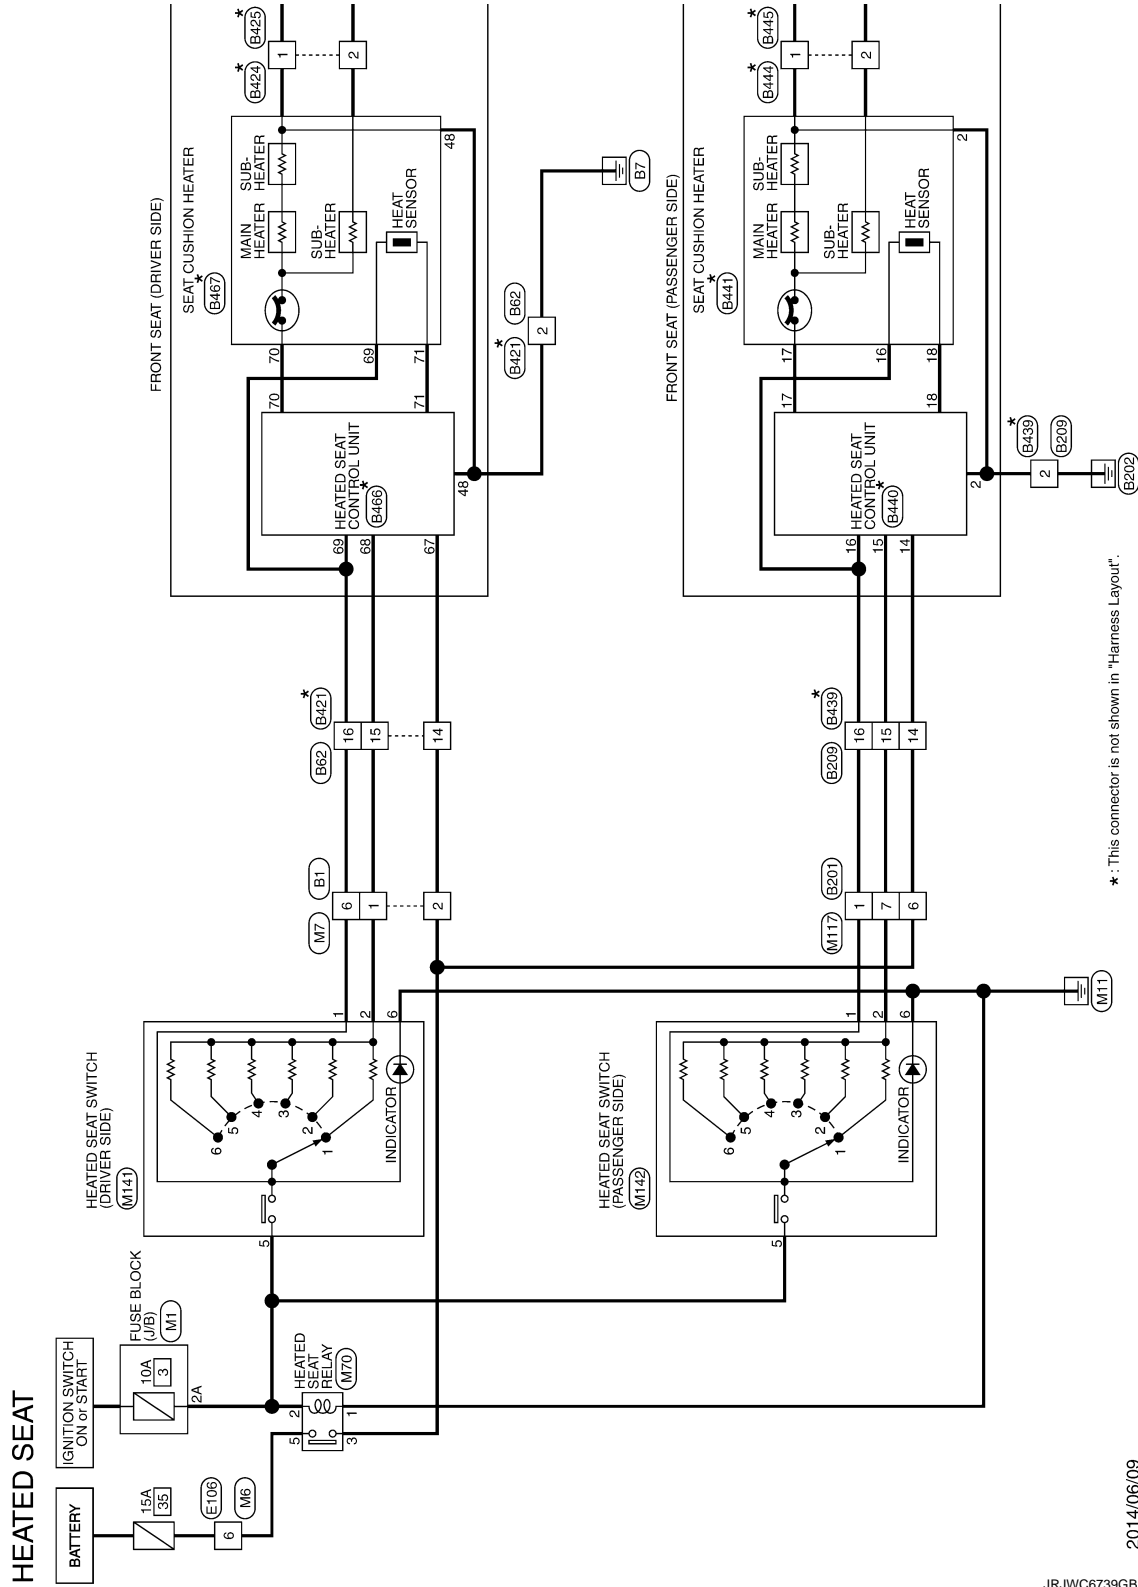 HEATED SEAT
BATTERY
15A
35
E106
6
M6
IGNITION SWITCH
ON or START
FUSE BLOCK
(J/B)
M1
10A
3
2A
HEATED
SEAT
RELAY
M70
5
2
3
1
HEATED SEAT SWITCH
(DRIVER SIDE)
M141
5
6
5
4
3
2
1
INDICATOR
1
2
6
M7
B1
6
1
2
B62
B421
*
16
15
14
FRONT SEAT (DRIVER SIDE)
69
68
67
HEATED SEAT
CONTROL UNIT
*
B466
48
70
71
SEAT CUSHION HEATER
*
B467
70
69
71
MAIN
HEATER
SUB-
HEATER
SUB-
HEATER
HEAT
SENSOR
48
*
B424
*
B425
1
2
*
B421
B62
2
B7
HEATED SEAT SWITCH
(PASSENGER SIDE)
M142
5
6
5
4
3
2
1
INDICATOR
1
2
6
M11
M117
B201
1
7
6
B209
B439
*
16
15
14
FRONT SEAT (PASSENGER SIDE)
16
15
14
HEATED SEAT
CONTROL UNIT
*
B440
2
17
18
SEAT CUSHION HEATER
*
B441
17
16
18
MAIN
HEATER
SUB-
HEATER
SUB-
HEATER
HEAT
SENSOR
2
*
B444
*
B445
1
2
*
B439
B209
2
B202
* : This connector is not shown in "Harness Layout".
2014/06/09
JRJWC6739GB